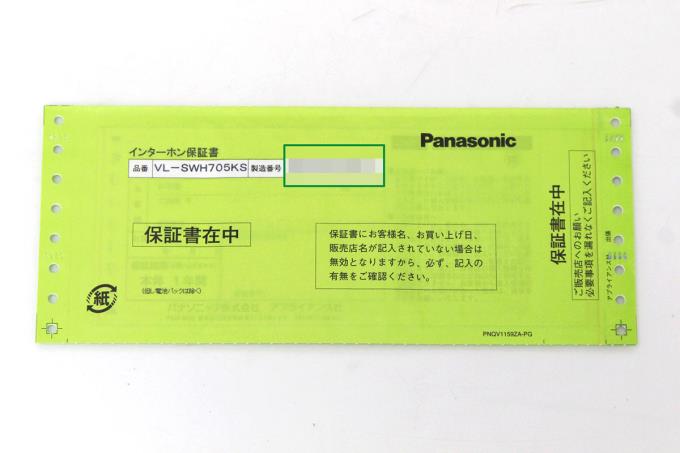 Panasonic
インターホン保証書
品番 VL-SWH705KS 製造番号
保証書在中
保証書にお客様名、お買い上げ日、
販売店名が記入されていない場合は
無効となりますから、必ず、記入の
有無をご確認ください。
紙
PNQV1159ZA-PG
保証書在中
ご販売店へのお願い
必要事項を漏れなくご記入ください